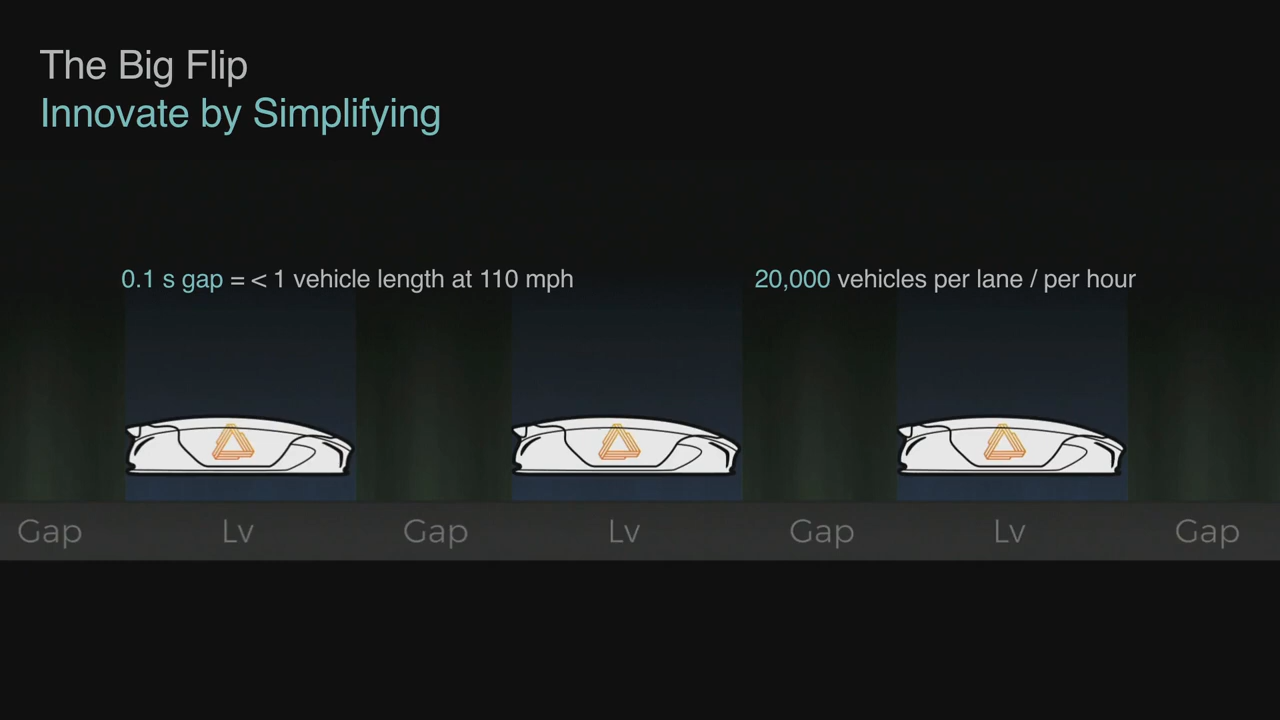 The Big Flip
Innovate by Simplifying
0.1 s gap = < 1 vehicle length at 110 mph
20,000 vehicles per lane / per hour
Gap Lv Gap Lv Gap Lv Gap